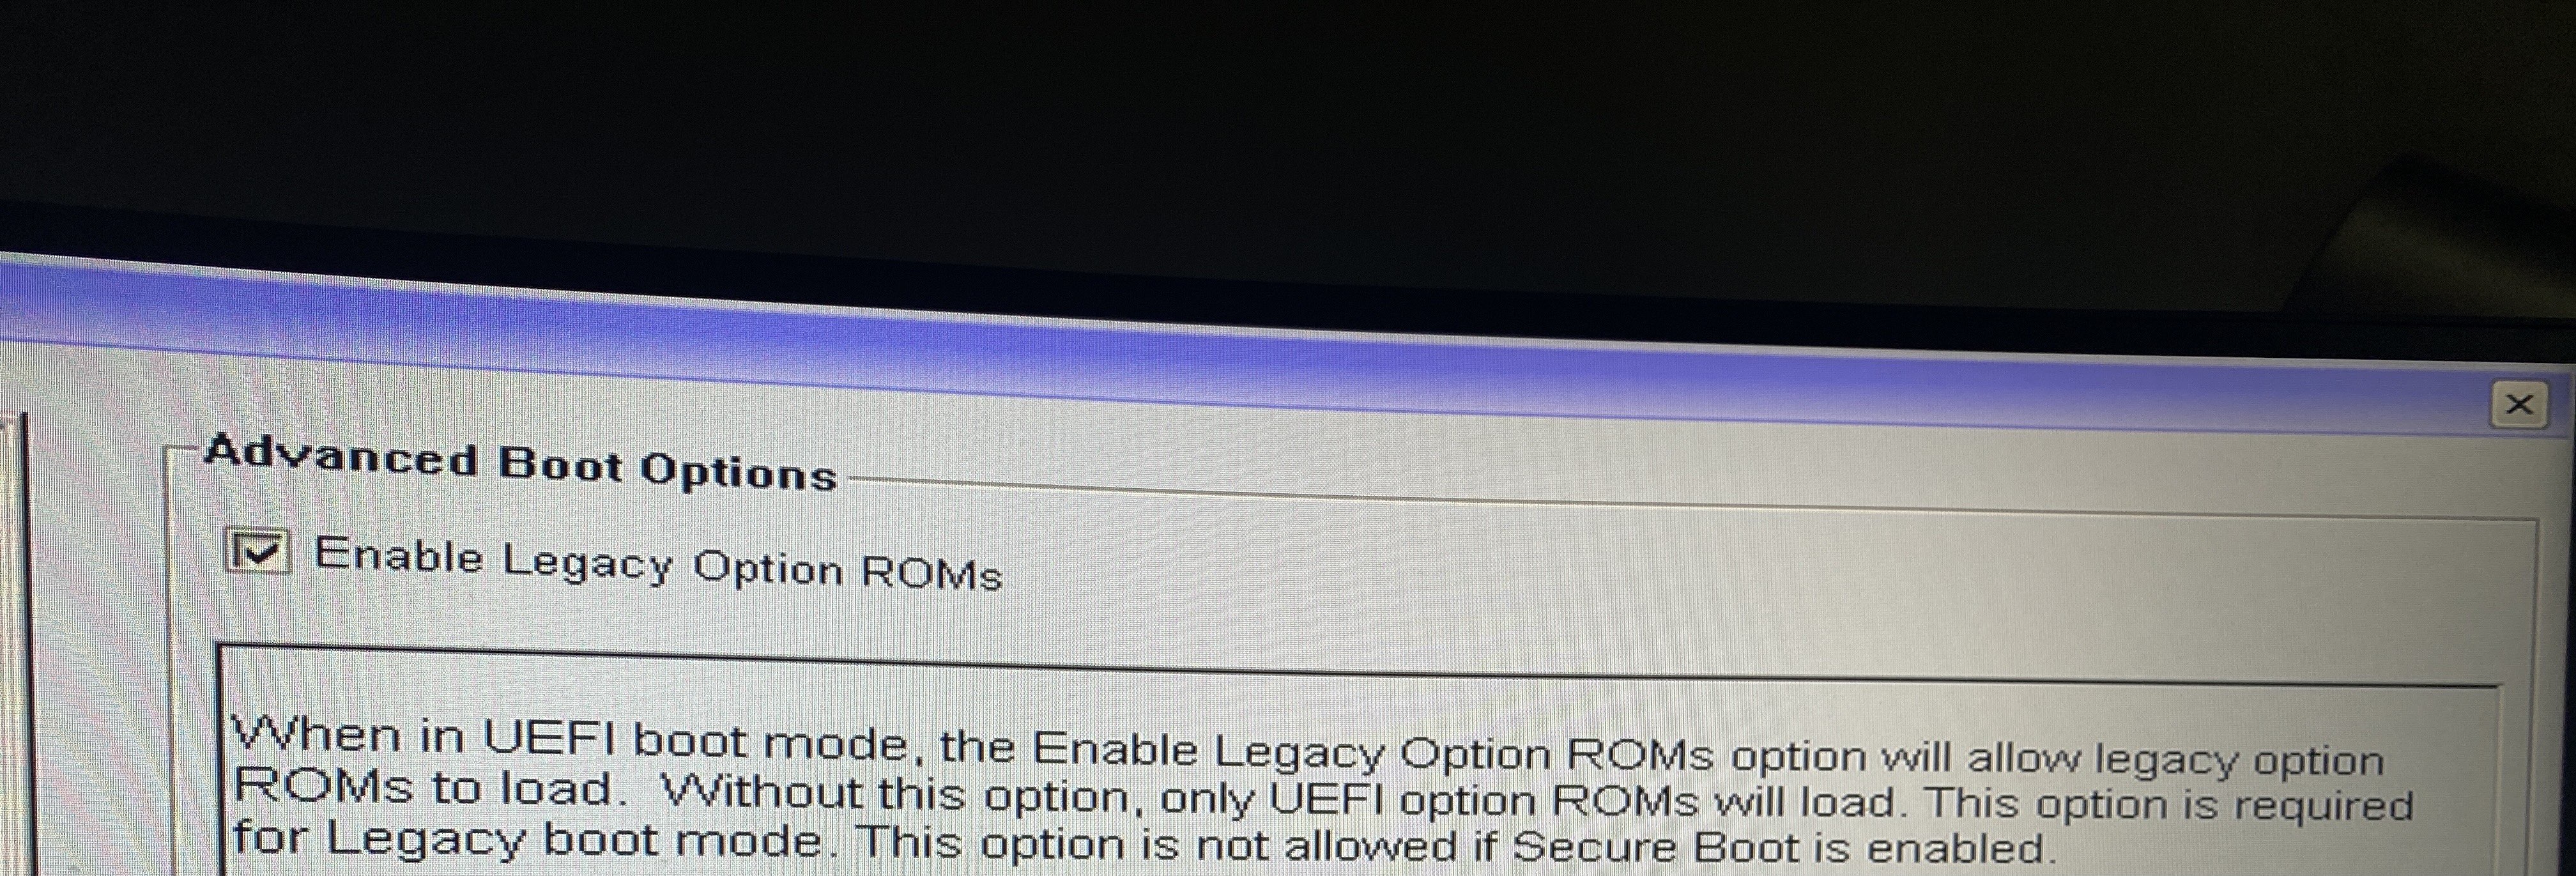 Advanced Boot Options
Enable Legacy Option ROMs
When in UEFI boot mode, the Enable Legacy Option ROMs option will allow legacy option
ROMs to load.  Without this option, only UEFI option ROMs will load. This option is required
for Legacy boot mode. This option is not allowed if Secure Boot is enabled.